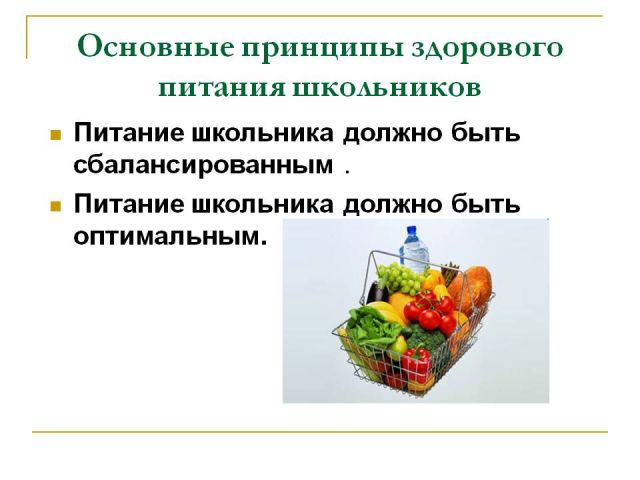 Основные принципы здорового
питания школьников
Питание школьника должно быть
сбалансированным .
Питание школьника должно быть
оптимальным.